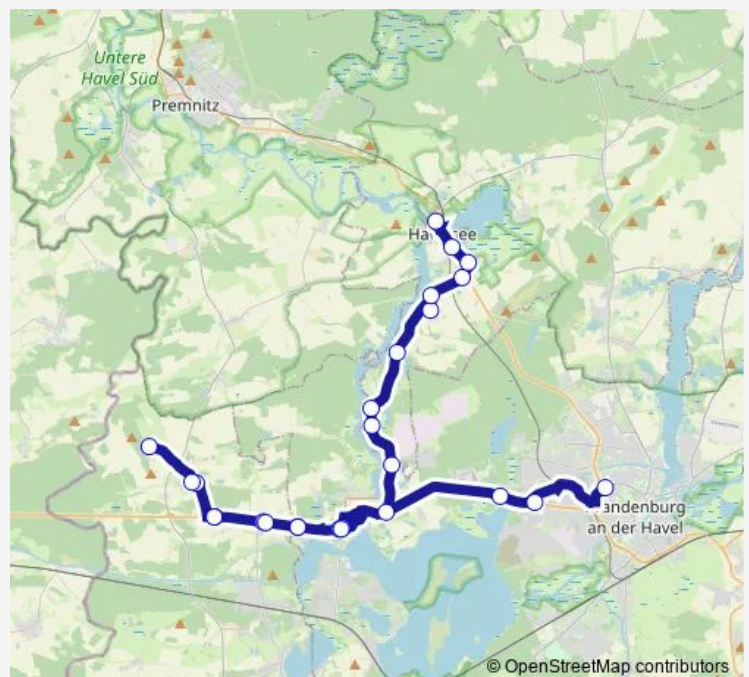 Untere
Havel Süd
Premnitz
Ha  see
andenburg
an der Havel
© OpenStreetMap contributors